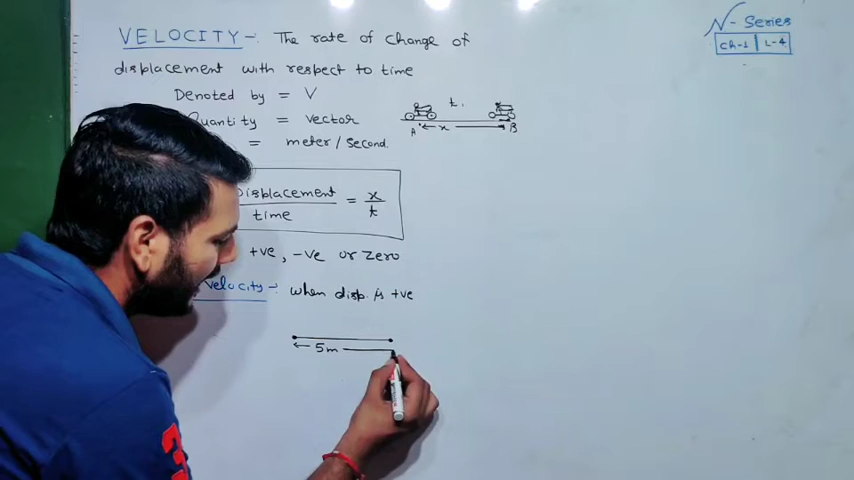 N - Series
Ch-1 L-4
VELOCITY - : The rate of change of
displacement with respect to time
Denoted by = V
Quantity = vector
= meter/second.
t.
A x B
Displacement
time
= x
t
+ve, -ve or zero
velocity - : when disp. is +ve
5m
3